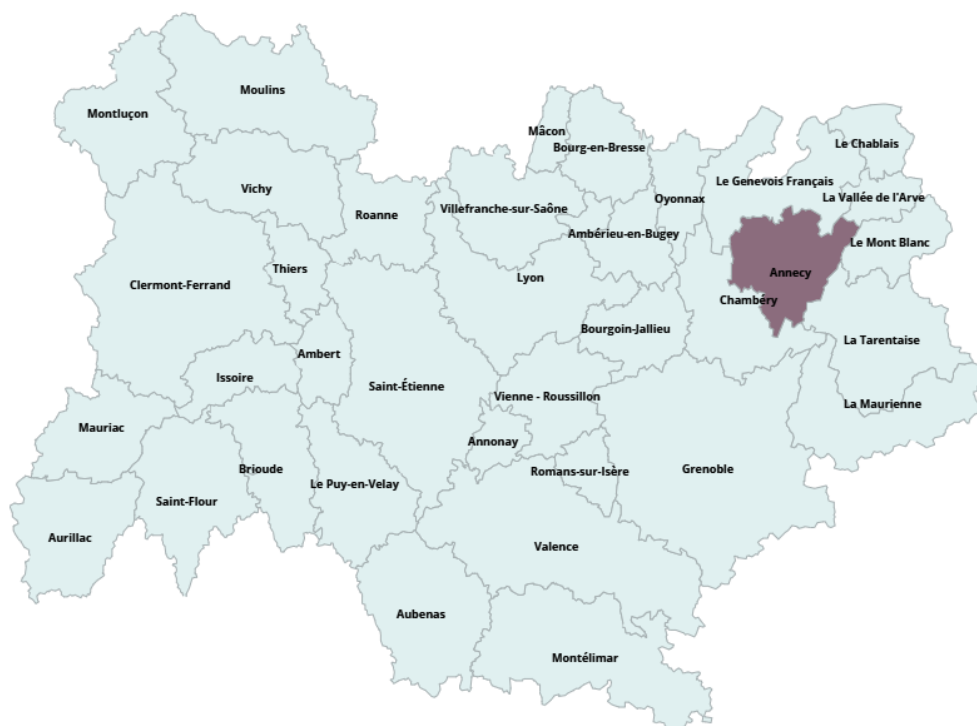 Moulins
Montluçon
Mâcon
Bourg-en-Bresse
Le Chablais
Vichy
Le Genevois Français
La Vallée de l'Arve
Oyonnax
Roanne
Villefranche-sur-Saône
Ambérieu-en-Bugey
Le Mont Blanc
Thiers
Annecy
Lyon
Clermont-Ferrand
Chambéry
Bourgoin-Jallieu
La Tarentaise
Ambert
Issoire
Saint-Étienne
Vienne - Roussillon
La Maurienne
Mauriac
Annonay
Brioude
Romans-sur-Isère
Grenoble
Le Puy-en-Velay
Saint-Flour
Aurillac
Valence
Aubenas
Montélimar